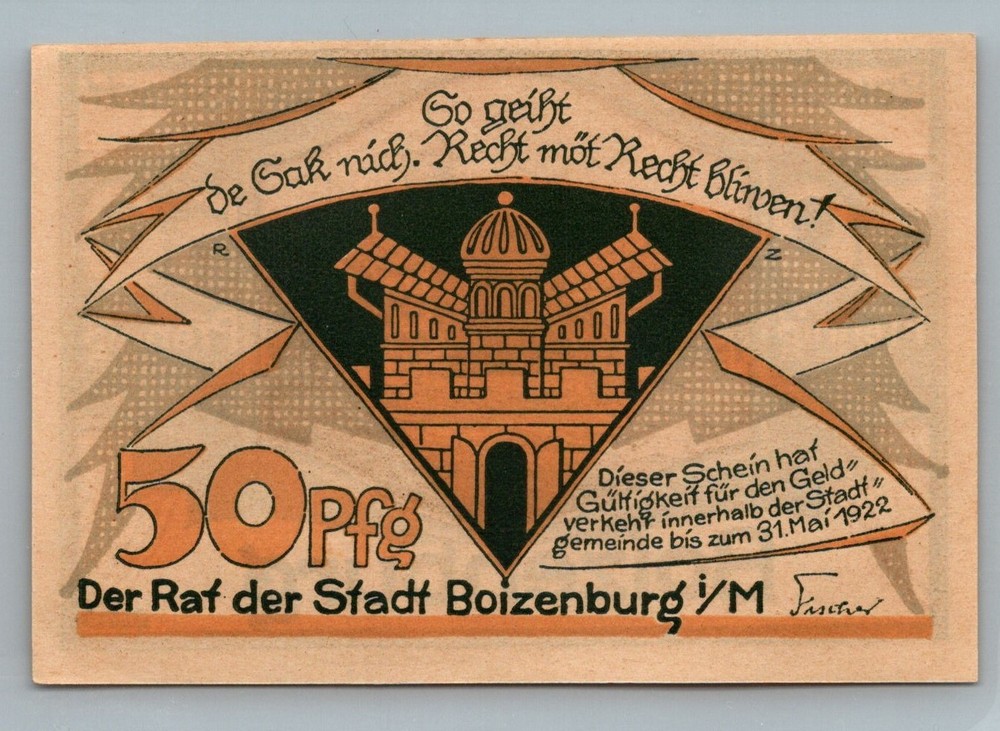 So geiht
de Sak nich. Recht möt Recht bliwen!
R Z
50 Pfg
Dieser Schein hat
Gültigkeit für den Geld"
verkehr innerhalb der Stadt"
gemeinde bis zum 31. Mai 1922
Der Rat der Stadt Boizenburg i/M
Fischer